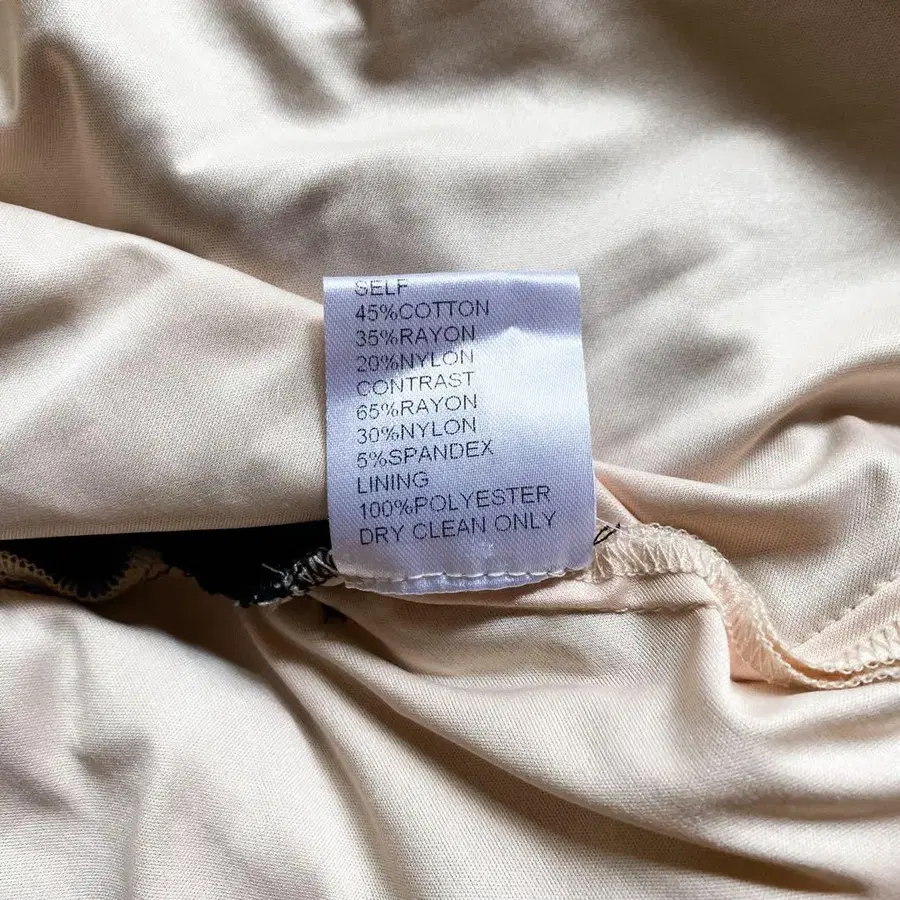 SELF
45%COTTON
35%RAYON
20%NYLON
CONTRAST
65%RAYON
30%NYLON
5%SPANDEX
LINING
100%POLYESTER
DRY CLEAN ONLY